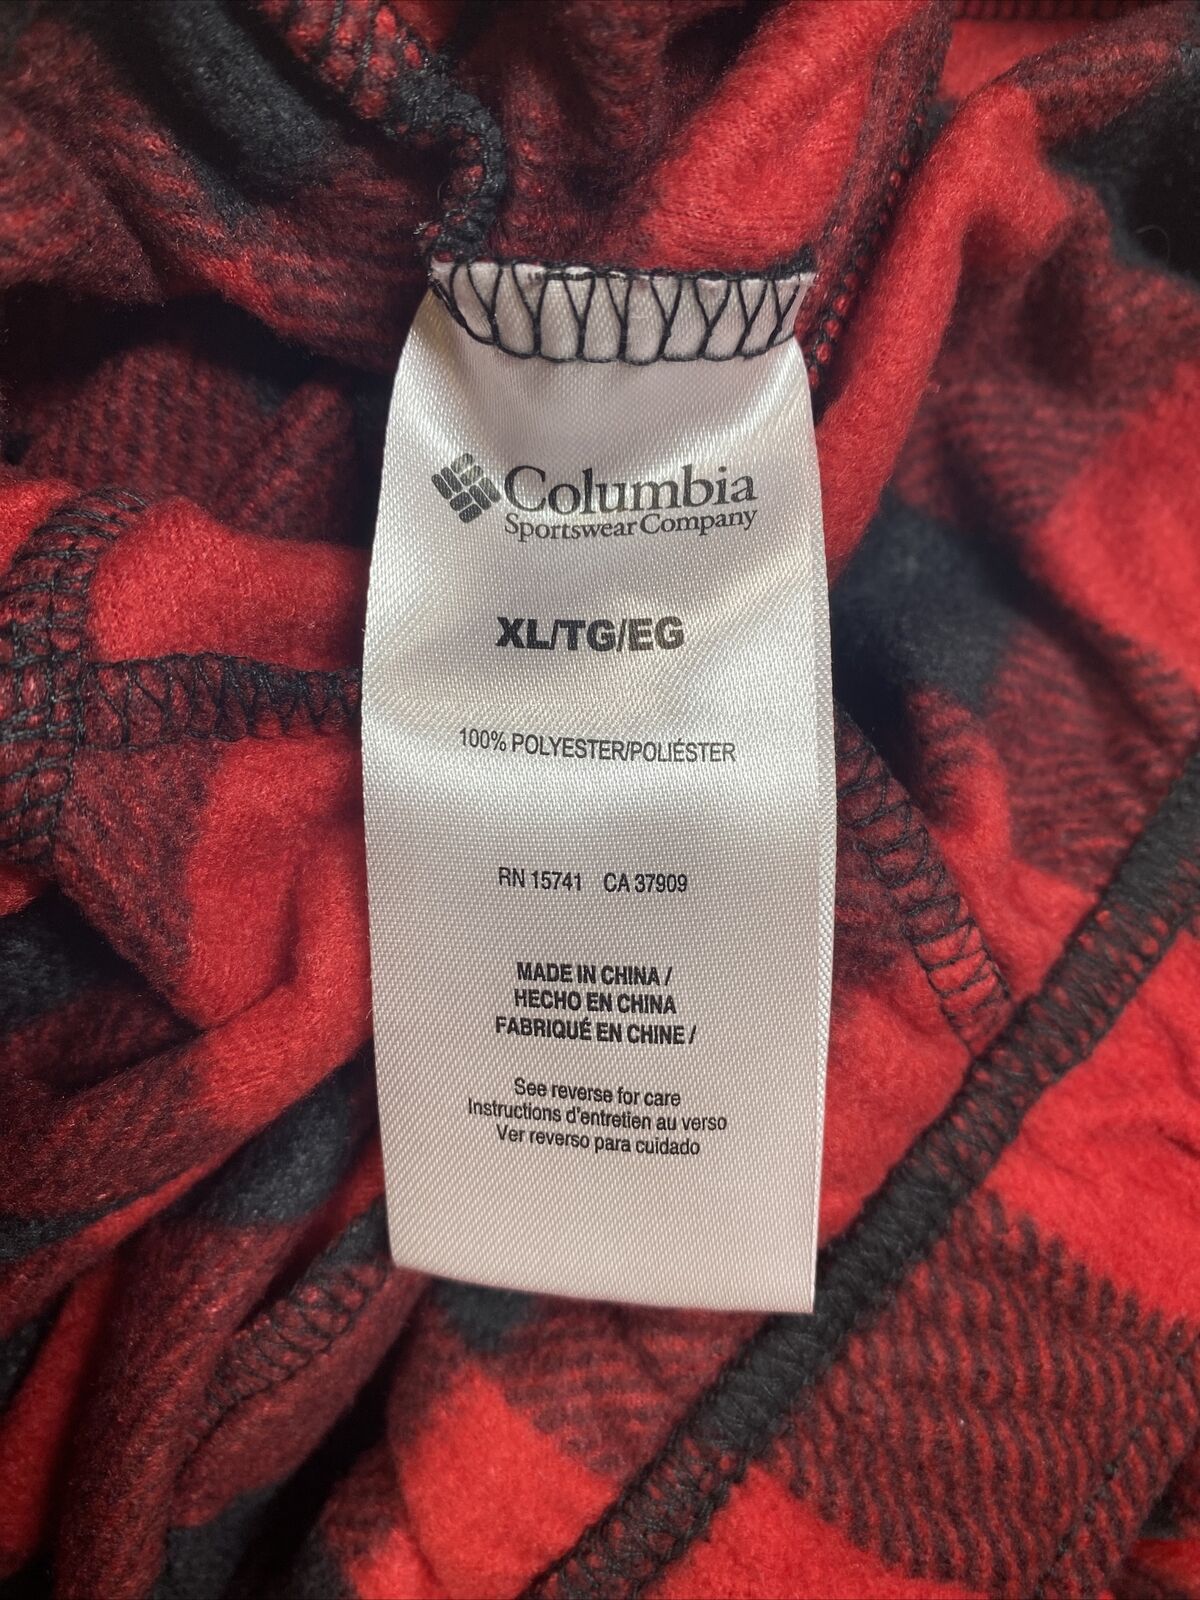 Columbia
Sportswear Company
XL/TG/EG
100% POLYESTER/POLIÉSTER
RN 15741 CA 37909
MADE IN CHINA /
HECHO EN CHINA
FABRIQUÉ EN CHINE /
See reverse for care
Instructions d'entretien au verso
Ver reverso para cuidado